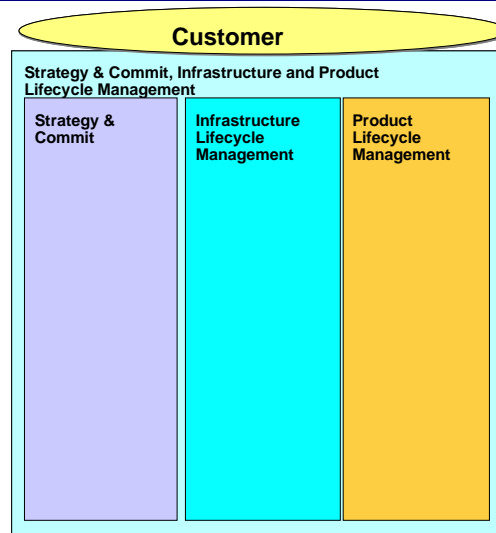 Customer
Strategy & Commit, Infrastructure and Product
Lifecycle Management
Strategy &
Commit
Infrastructure
Lifecycle
Management
Product
Lifecycle
Management